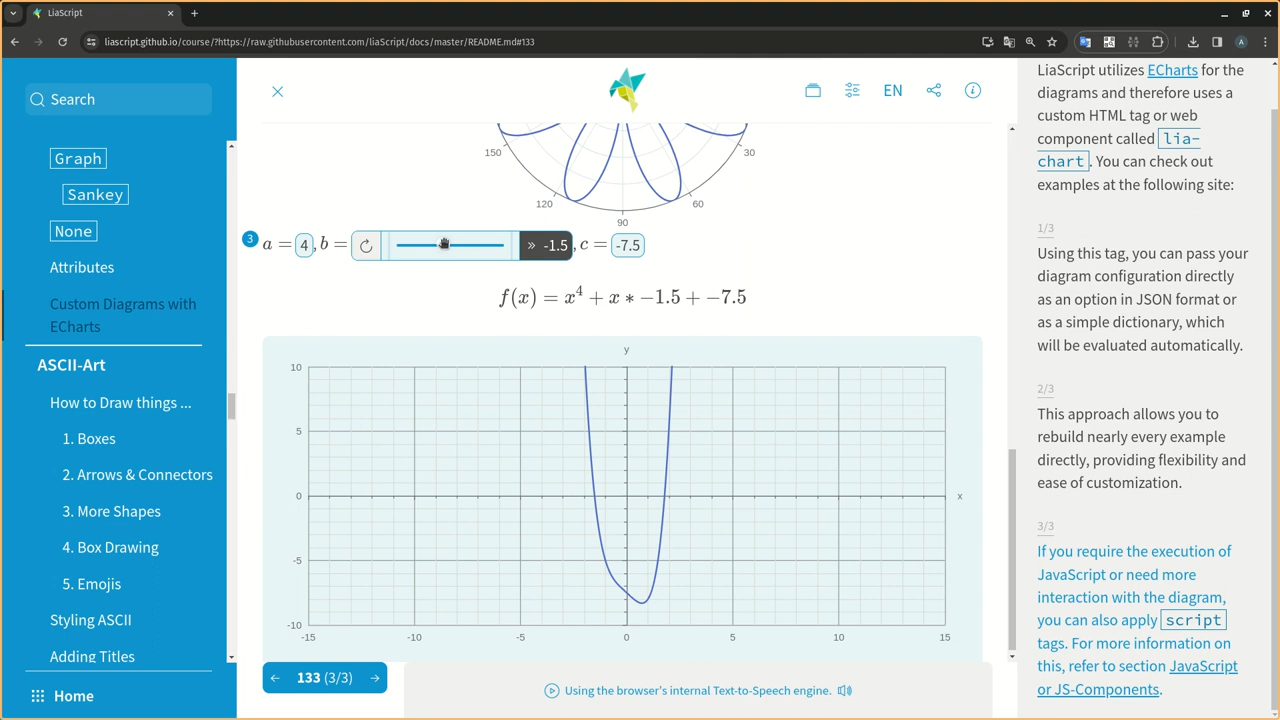 LiaScript
liascript.github.io/course/?https://raw.githubusercontent.com/liaScript/docs/master/README.md#133
A
Search
Graph
Sankey
None
Attributes
Custom Diagrams with
ECharts
ASCII-Art
How to Draw things ...
1. Boxes
2. Arrows & Connectors
3. More Shapes
4. Box Drawing
5. Emojis
Styling ASCII
Adding Titles
Home
EN
150
30
120
60
90
3 a = 4, b = » -1.5, c = -7.5
f(x) = x⁴ + x ∗ −1.5 + −7.5
y
10
5
0
x
-5
-10
-15 -10 -5 0 5 10 15
← 133 (3/3) →
Using the browser's internal Text-to-Speech engine.
LiaScript utilizes ECharts for the
diagrams and therefore uses a
custom HTML tag or web
component called lia-
chart. You can check out
examples at the following site:
1/3
Using this tag, you can pass your
diagram configuration directly
as an option in JSON format or
as a simple dictionary, which
will be evaluated automatically.
2/3
This approach allows you to
rebuild nearly every example
directly, providing flexibility and
ease of customization.
3/3
If you require the execution of
JavaScript or need more
interaction with the diagram,
you can also apply script
tags. For more information on
this, refer to section JavaScript
or JS-Components.